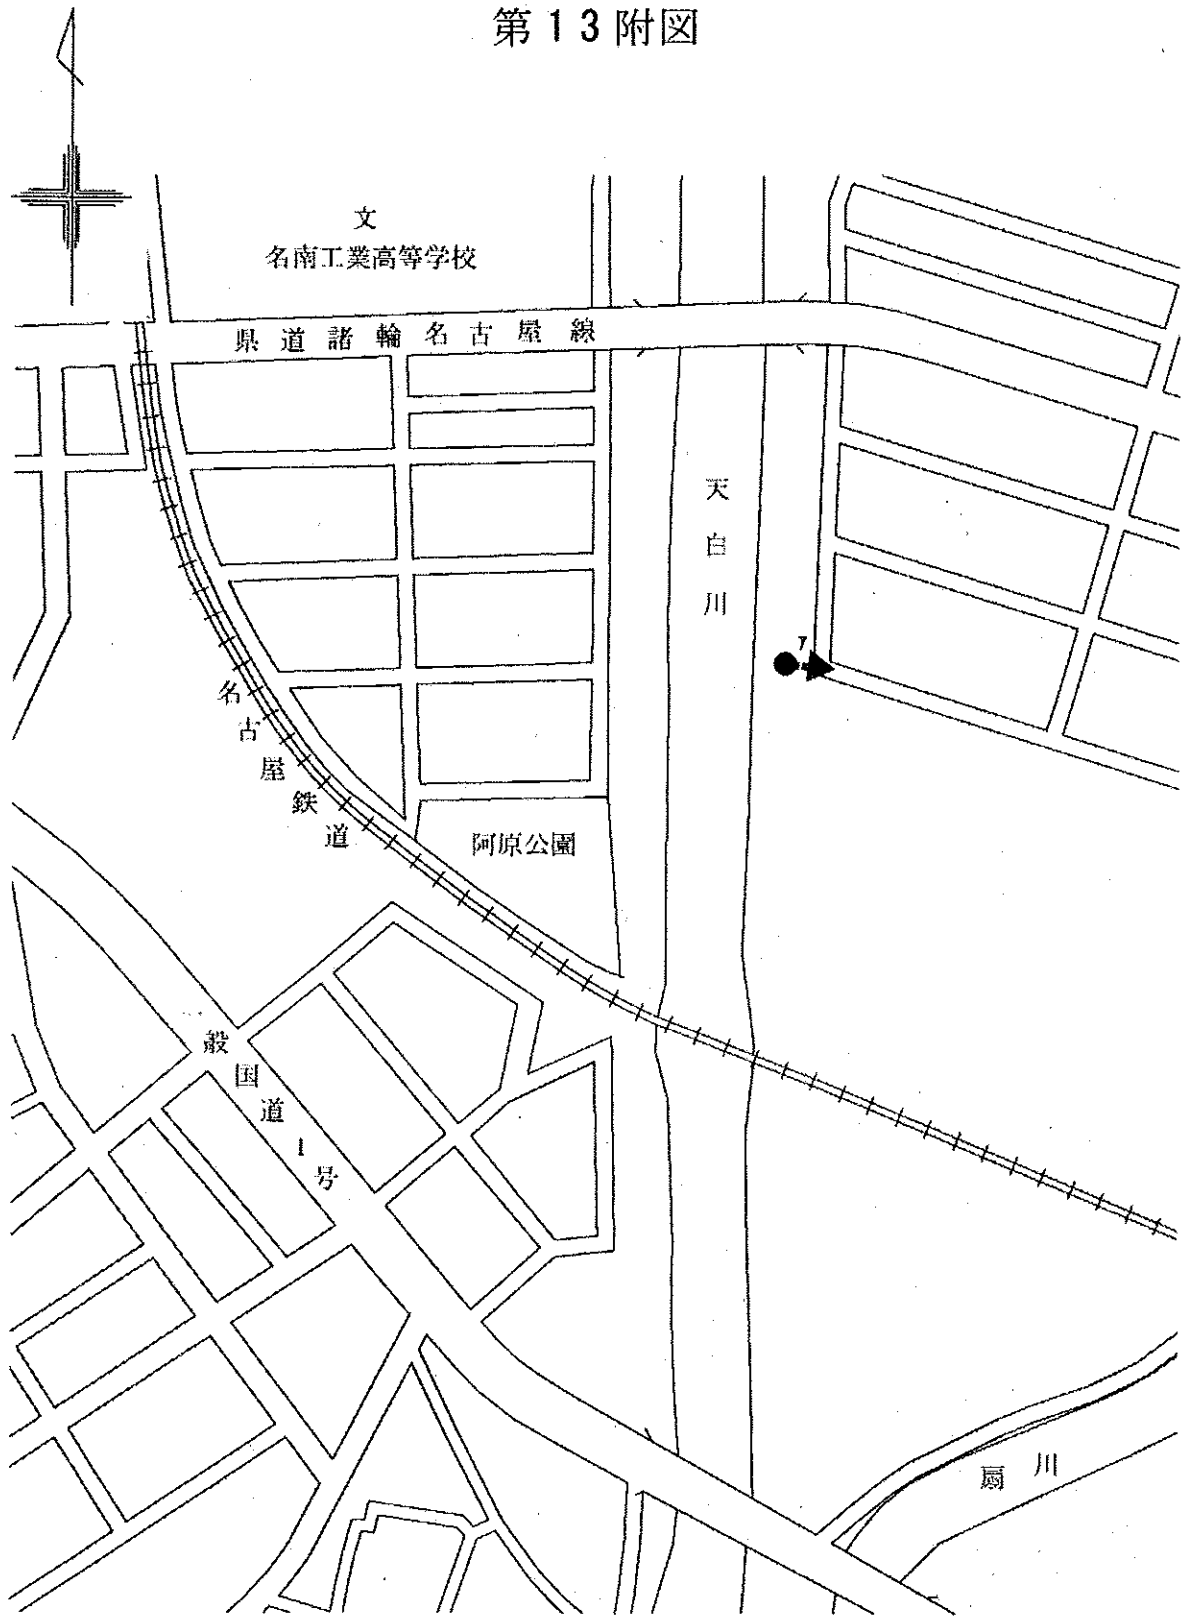 第13附図
文
名南工業高等学校
県道諸輪名古屋線
天白川
ア
名古屋鉄道
阿原公園
般国道1号
扇川